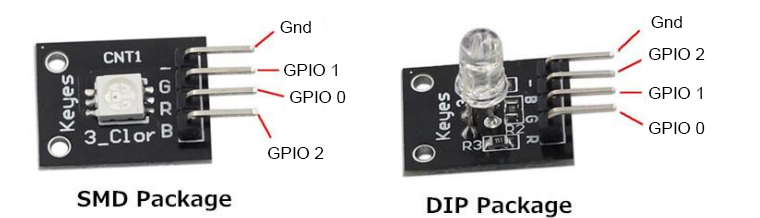 Gnd
CNT1
-
G
R
B
Keyes
3_Clor
GPIO 1
GPIO 0
GPIO 2
SMD Package
Gnd
GPIO 2
GPIO 1
GPIO 0
Keyes
-
B
G
R
R2
R3
DIP Package